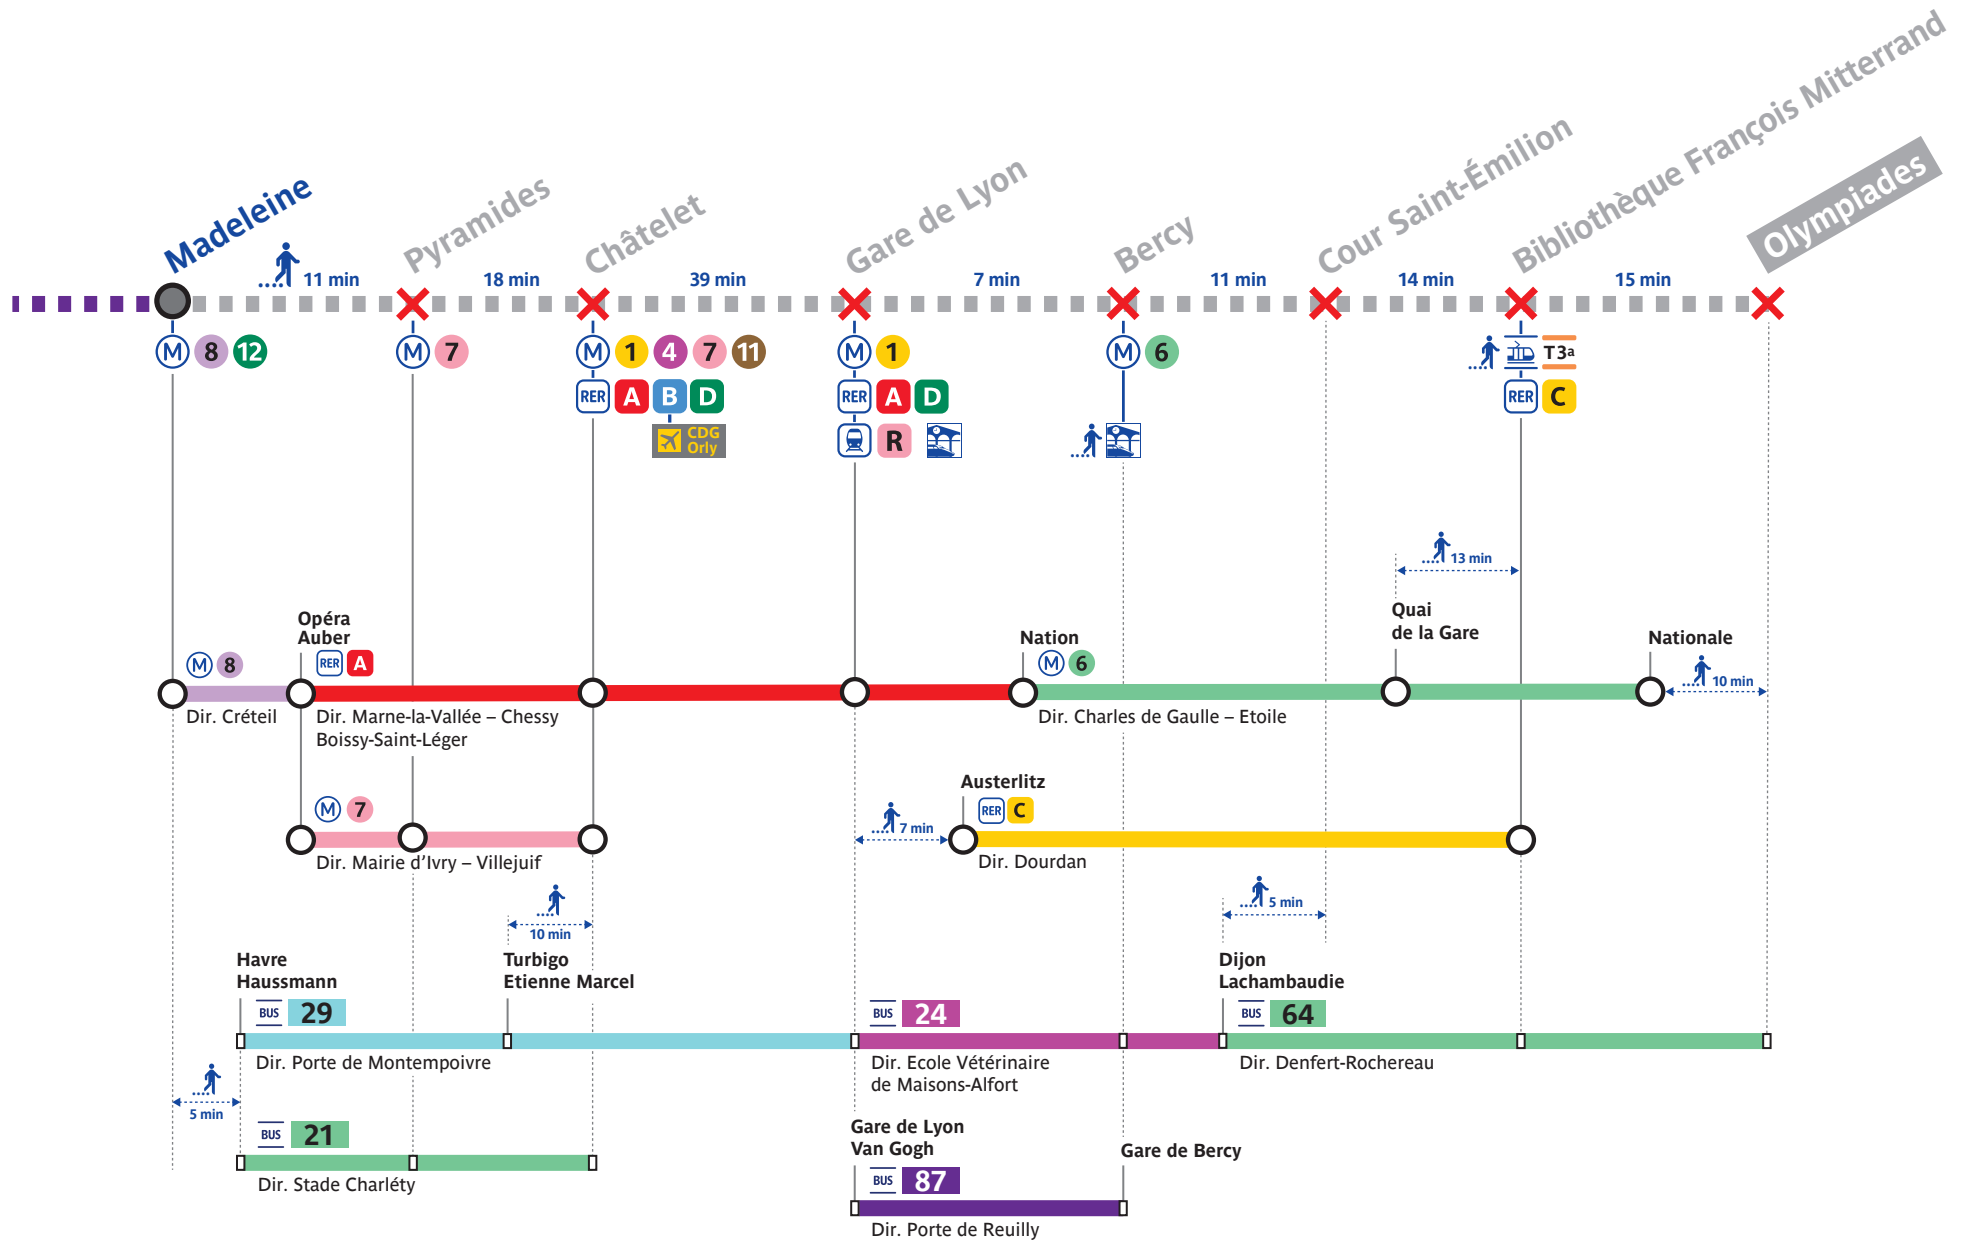 Madeleine
Pyramides
Châtelet
Gare de Lyon
Bercy
Cour Saint-Émilion
Bibliothèque François Mitterrand
Olympiades
11 min
18 min
39 min
7 min
11 min
14 min
15 min
M 8 12
M 7
M 1 4 7 11
RER A B D
CDG
Orly
M 1
RER A D
R
M 6
T3a
RER C
13 min
Opéra
Auber
Nation
Quai
de la Gare
Nationale
M 8
RER A
M 6
10 min
Dir. Créteil
Dir. Marne-la-Vallée – Chessy
Boissy-Saint-Léger
Dir. Charles de Gaulle – Etoile
Austerlitz
M 7
RER C
7 min
Dir. Mairie d'Ivry – Villejuif
Dir. Dourdan
10 min
5 min
Havre
Haussmann
Turbigo
Etienne Marcel
Dijon
Lachambaudie
BUS 29
BUS 24
BUS 64
Dir. Porte de Montempoivre
Dir. Ecole Vétérinaire
de Maisons-Alfort
Dir. Denfert-Rochereau
5 min
BUS 21
Dir. Stade Charléty
Gare de Lyon
Van Gogh
Gare de Bercy
BUS 87
Dir. Porte de Reuilly